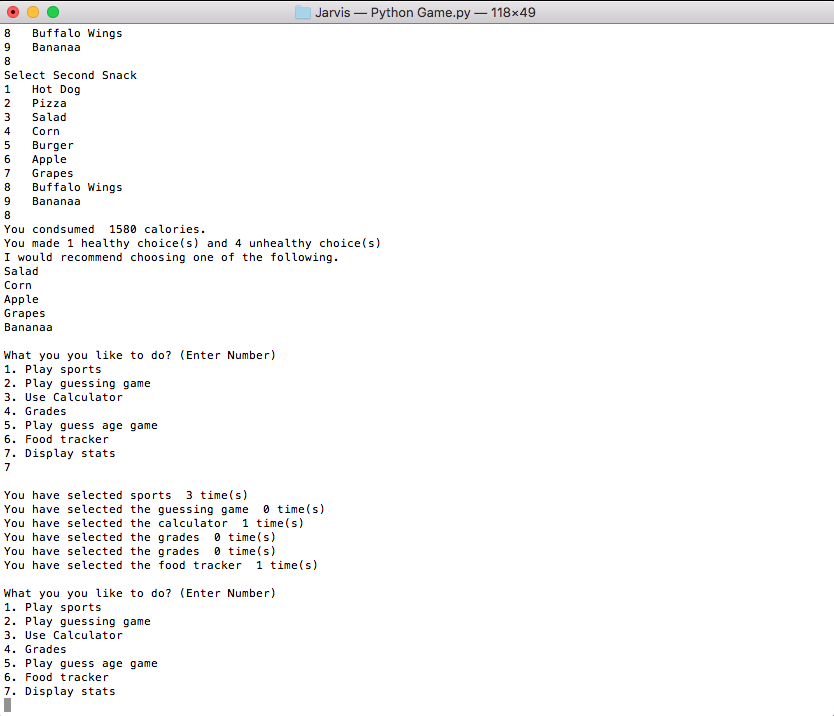 Jarvis — Python Game.py — 118×49
8   Buffalo Wings
9   Bananaa
8
Select Second Snack
1   Hot Dog
2   Pizza
3   Salad
4   Corn
5   Burger
6   Apple
7   Grapes
8   Buffalo Wings
9   Bananaa
8
You condsumed  1580 calories.
You made 1 healthy choice(s) and 4 unhealthy choice(s)
I would recommend choosing one of the following.
Salad
Corn
Apple
Grapes
Bananaa
What you you like to do? (Enter Number)
1. Play sports
2. Play guessing game
3. Use Calculator
4. Grades
5. Play guess age game
6. Food tracker
7. Display stats
7
You have selected sports  3 time(s)
You have selected the guessing game  0 time(s)
You have selected the calculator  1 time(s)
You have selected the grades  0 time(s)
You have selected the grades  0 time(s)
You have selected the food tracker  1 time(s)
What you you like to do? (Enter Number)
1. Play sports
2. Play guessing game
3. Use Calculator
4. Grades
5. Play guess age game
6. Food tracker
7. Display stats